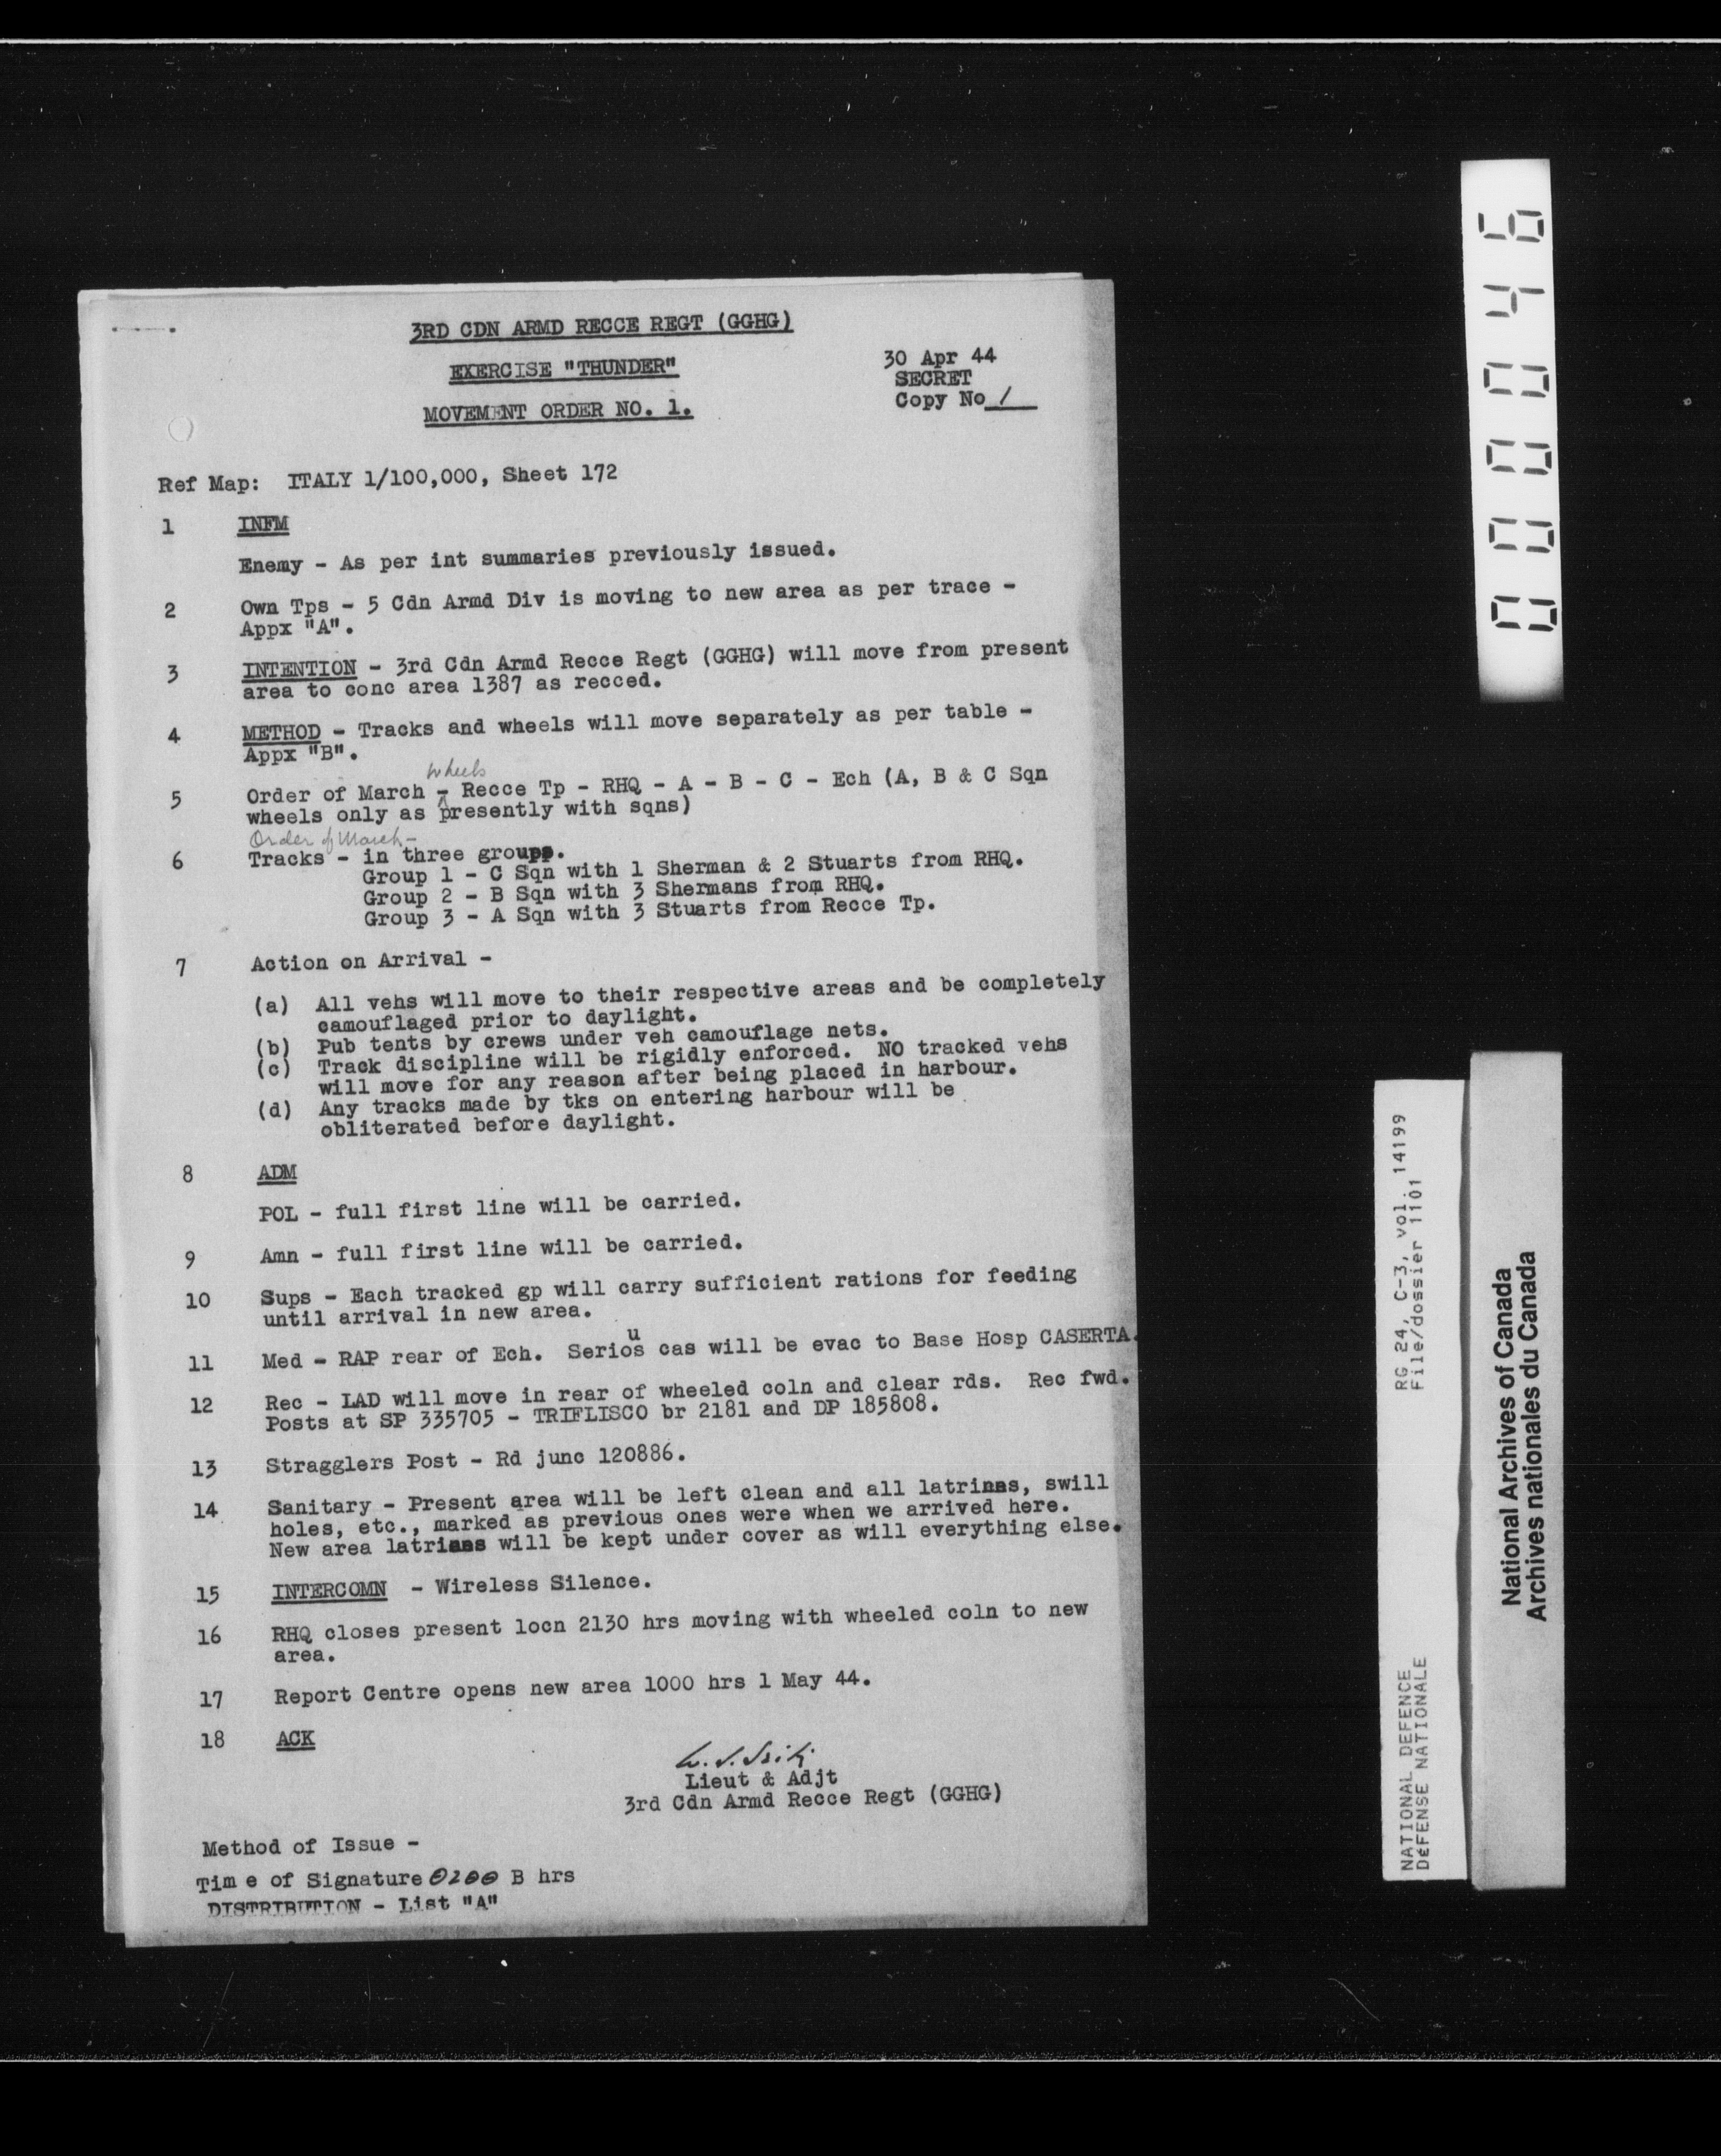 3RD CDN ARMD RECCE REGT (GGHG)
EXERCISE "THUNDER"
MOVEMENT ORDER NO. 1.
30 Apr 44
SECRET
Copy No 1
Ref Map: ITALY 1/100,000, Sheet 172
1 INFM
Enemy - As per int summaries previously issued.
2 Own Tps - 5 Cdn Armd Div is moving to new area as per trace -
Appx "A".
3 INTENTION - 3rd Cdn Armd Recce Regt (GGHG) will move from present
area to conc area 1387 as recced.
4 METHOD - Tracks and wheels will move separately as per table -
Appx "B".
wheels
5 Order of March - Recce Tp - RHQ - A - B - C - Ech (A, B & C Sqn
wheels only as presently with sqns)
Order of March -
6 Tracks - in three groups.
Group 1 - C Sqn with 1 Sherman & 2 Stuarts from RHQ.
Group 2 - B Sqn with 3 Shermans from RHQ.
Group 3 - A Sqn with 3 Stuarts from Recce Tp.
7 Action on Arrival -
(a) All vehs will move to their respective areas and be completely
camouflaged prior to daylight.
(b) Pub tents by crews under veh camouflage nets.
(c) Track discipline will be rigidly enforced. NO tracked vehs
will move for any reason after being placed in harbour.
(d) Any tracks made by tks on entering harbour will be
obliterated before daylight.
8 ADM
POL - full first line will be carried.
9 Amn - full first line will be carried.
10 Sups - Each tracked gp will carry sufficient rations for feeding
until arrival in new area.
11 Med - RAP rear of Ech. Serious cas will be evac to Base Hosp CASERTA.
12 Rec - LAD will move in rear of wheeled coln and clear rds. Rec fwd.
Posts at SP 335705 - TRIFLISCO br 2181 and DP 185808.
13 Stragglers Post - Rd junc 120886.
14 Sanitary - Present area will be left clean and all latrines, swill
holes, etc., marked as previous ones were when we arrived here.
New area latrines will be kept under cover as will everything else.
15 INTERCOMN - Wireless Silence.
16 RHQ closes present locn 2130 hrs moving with wheeled coln to new
area.
17 Report Centre opens new area 1000 hrs 1 May 44.
18 ACK
Lieut & Adjt
3rd Cdn Armd Recce Regt (GGHG)
Method of Issue -
Tim e of Signature 0200 B hrs
DISTRIBUTION - List "A"
000046
RG 24, C-3, vol. 14199
File/dossier 1101
NATIONAL DEFENCE
DÉFENSE NATIONALE
National Archives of Canada
Archives nationales du Canada